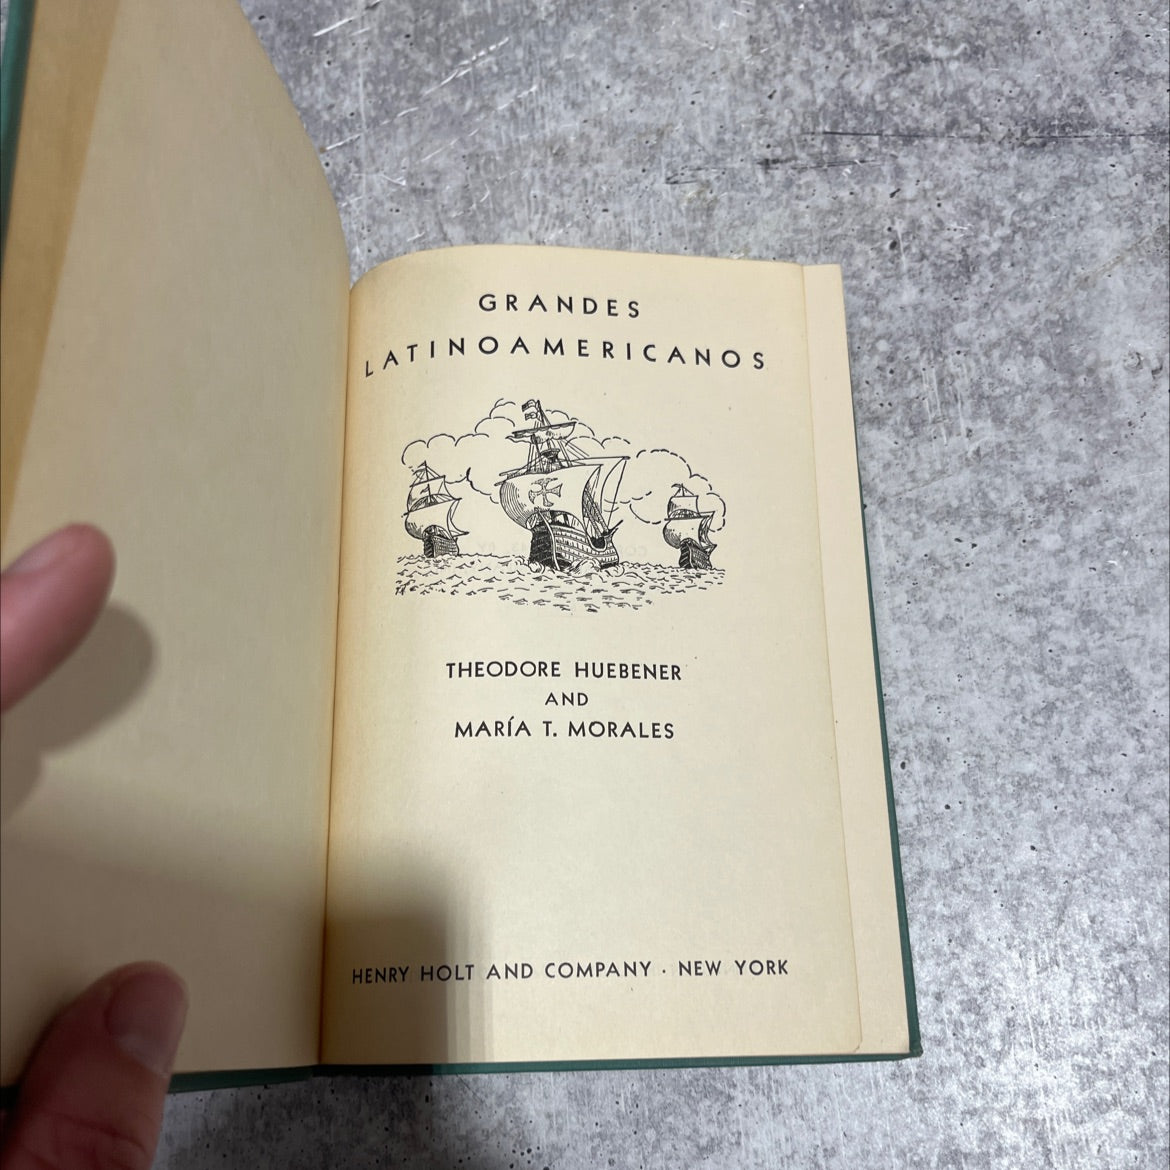 GRANDES
LATINOAMERICANOS
THEODORE HUEBENER
AND
MARÍA T. MORALES
HENRY HOLT AND COMPANY · NEW YORK